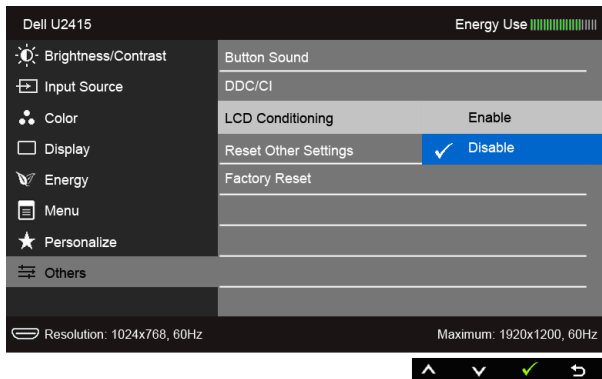 Dell U2415
Energy Use
Brightness/Contrast
Input Source
Color
Display
Energy
Menu
Personalize
Others
Button Sound
DDC/CI
LCD Conditioning
Enable
Disable
Reset Other Settings
Factory Reset
Resolution: 1024x768, 60Hz
Maximum: 1920x1200, 60Hz